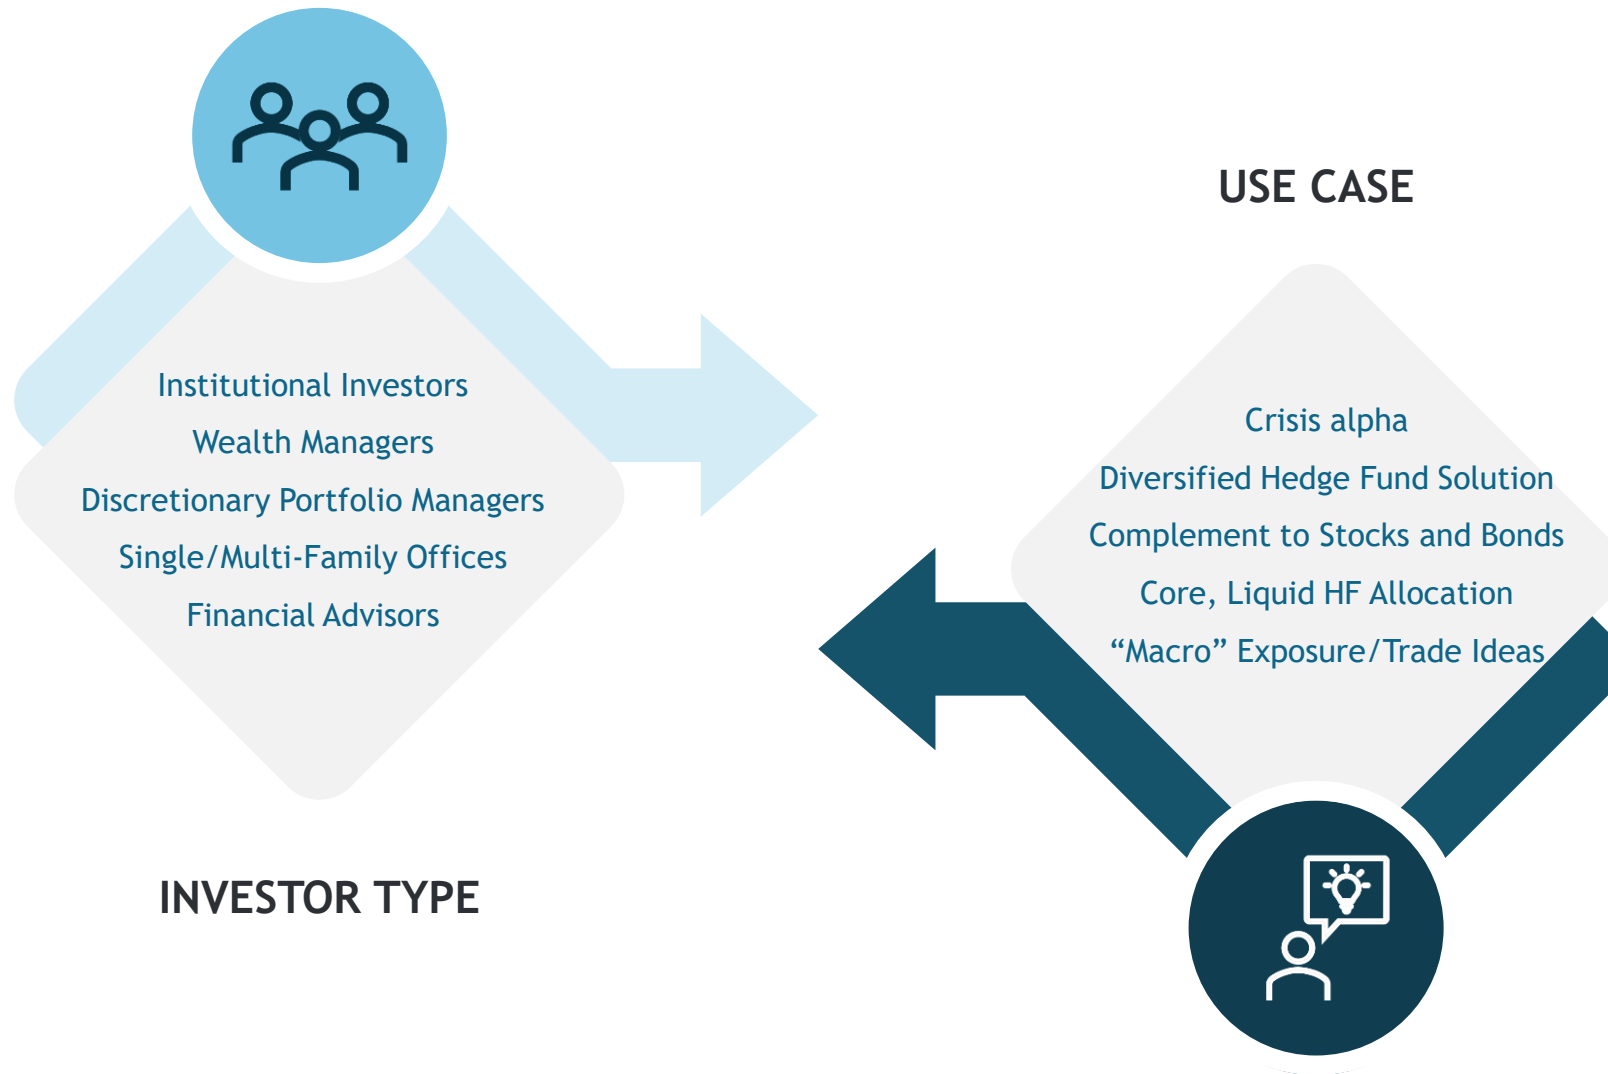 Institutional Investors
Wealth Managers
Discretionary Portfolio Managers
Single/Multi-Family Offices
Financial Advisors
INVESTOR TYPE
USE CASE
Crisis alpha
Diversified Hedge Fund Solution
Complement to Stocks and Bonds
Core, Liquid HF Allocation
“Macro” Exposure/Trade Ideas